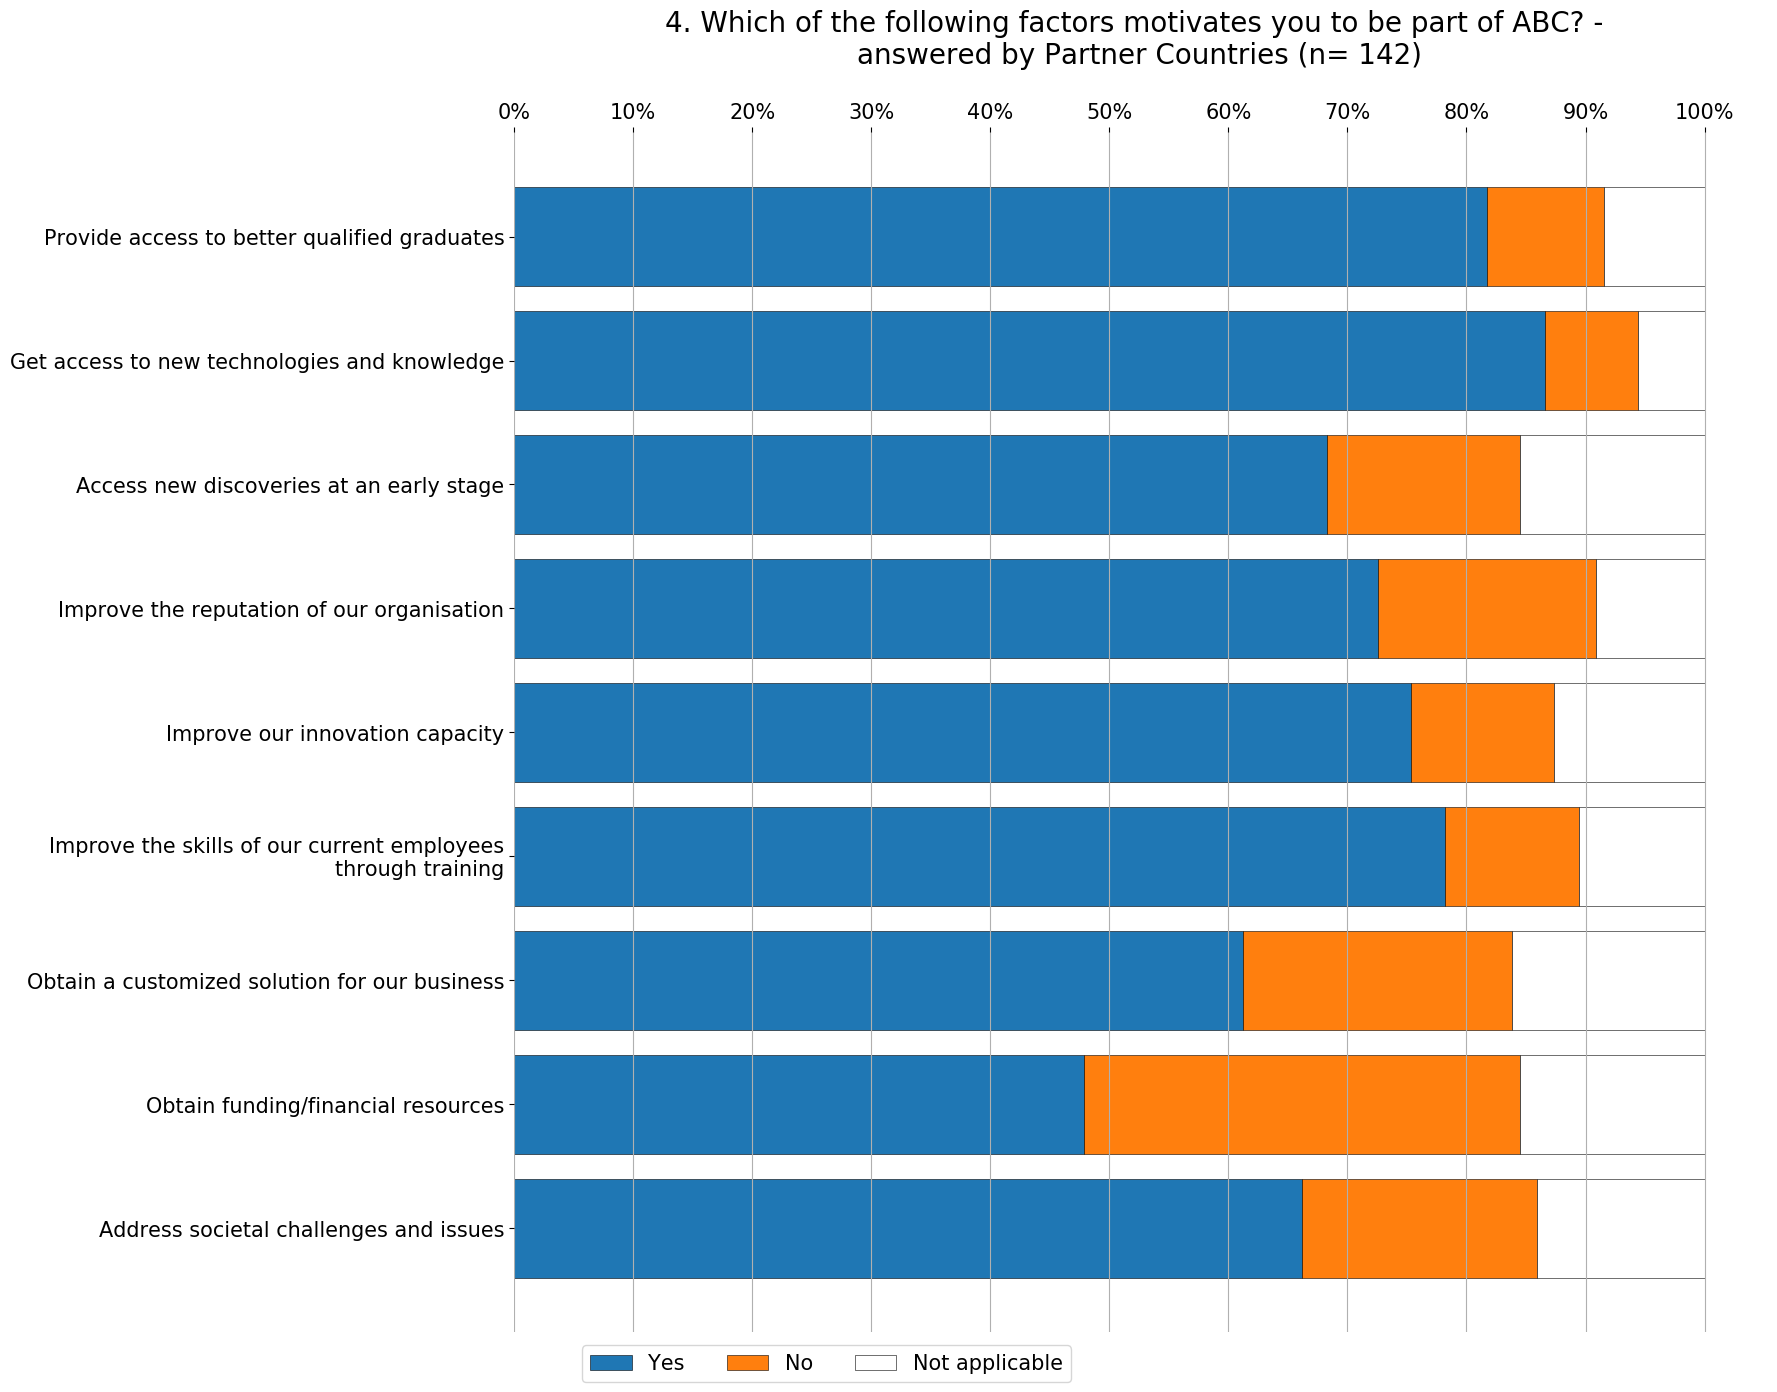 4. Which of the following factors motivates you to be part of ABC? -
answered by Partner Countries (n= 142)
0% 10% 20% 30% 40% 50% 60% 70% 80% 90% 100%
Provide access to better qualified graduates
Get access to new technologies and knowledge
Access new discoveries at an early stage
Improve the reputation of our organisation
Improve our innovation capacity
Improve the skills of our current employees
through training
Obtain a customized solution for our business
Obtain funding/financial resources
Address societal challenges and issues
Yes No Not applicable